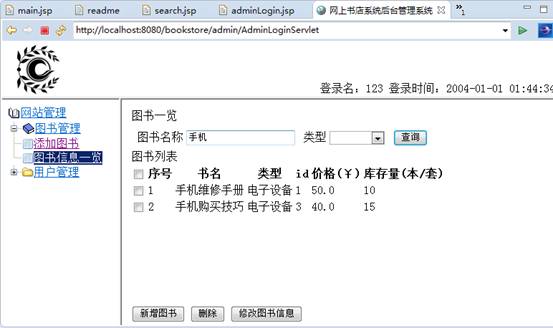 main.jsp readme search.jsp adminLogin.jsp 网上书店系统后台管理系统 »1
http://localhost:8080/bookstore/admin/AdminLoginServlet
登录名：123 登录时间：2004-01-01 01:44:34
网站管理
图书管理
添加图书
图书信息一览
用户管理
图书一览
图书名称 手机 类型 查询
图书列表
序号 书名 类型 id 价格(￥) 库存量(本/套)
1 手机维修手册 电子设备 1 50.0 10
2 手机购买技巧 电子设备 3 40.0 15
新增图书 删除 修改图书信息